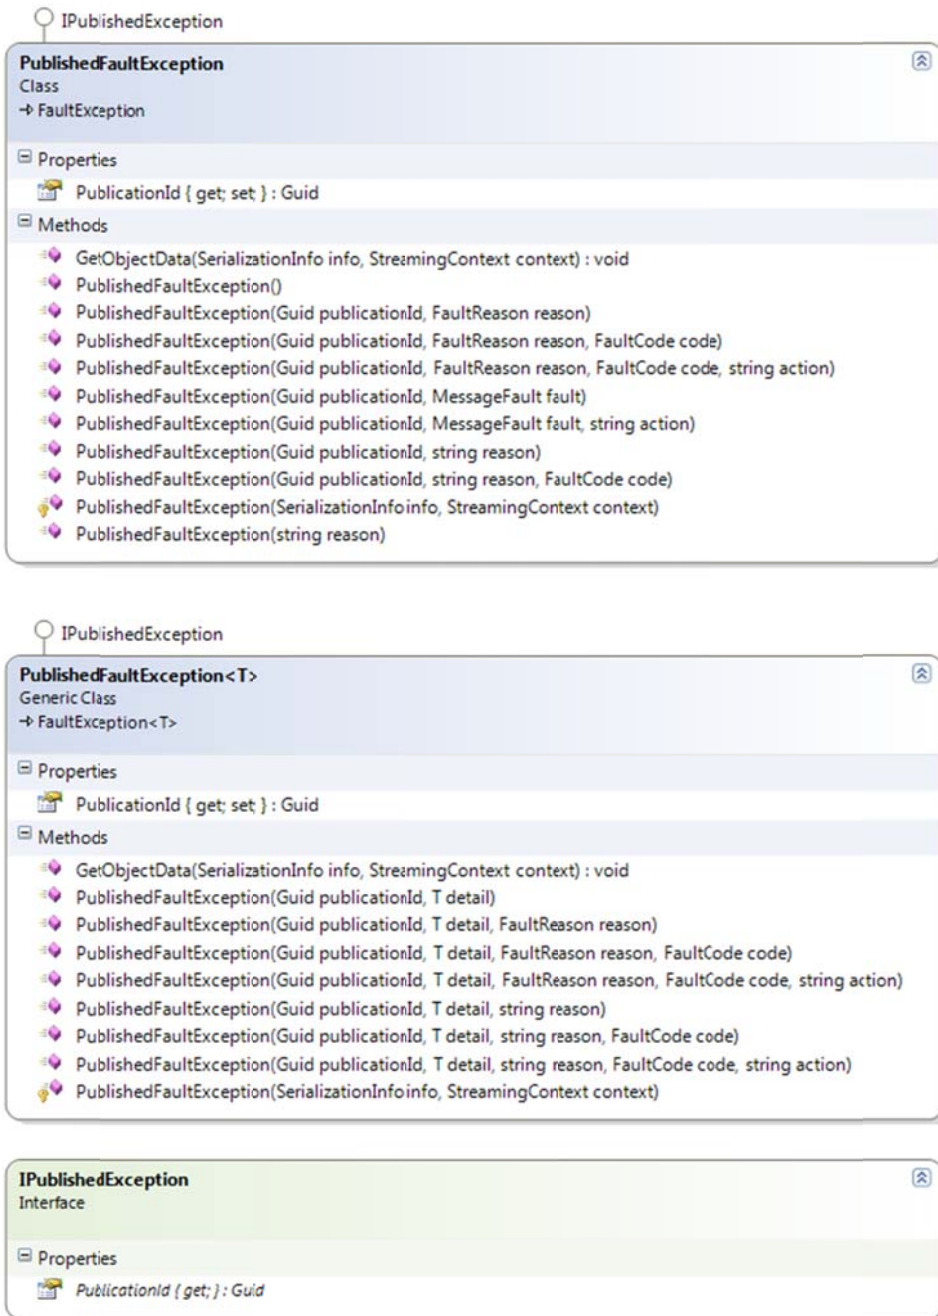 IPublishedException
PublishedFaultException
Class
FaultException
Properties
PublicationId { get; set; } : Guid
Methods
GetObjectData(SerializationInfo info, StreamingContext context) : void
PublishedFaultException()
PublishedFaultException(Guid publicationId, FaultReason reason)
PublishedFaultException(Guid publicationId, FaultReason reason, FaultCode code)
PublishedFaultException(Guid publicationId, FaultReason reason, FaultCode code, string action)
PublishedFaultException(Guid publicationId, MessageFault fault)
PublishedFaultException(Guid publicationId, MessageFault fault, string action)
PublishedFaultException(Guid publicationId, string reason)
PublishedFaultException(Guid publicationId, string reason, FaultCode code)
PublishedFaultException(SerializationInfo info, StreamingContext context)
PublishedFaultException(string reason)
IPublishedException
PublishedFaultException<T>
Generic Class
FaultException<T>
Properties
PublicationId { get; set; } : Guid
Methods
GetObjectData(SerializationInfo info, StreamingContext context) : void
PublishedFaultException(Guid publicationId, T detail)
PublishedFaultException(Guid publicationId, T detail, FaultReason reason)
PublishedFaultException(Guid publicationId, T detail, FaultReason reason, FaultCode code)
PublishedFaultException(Guid publicationId, T detail, FaultReason reason, FaultCode code, string action)
PublishedFaultException(Guid publicationId, T detail, string reason)
PublishedFaultException(Guid publicationId, T detail, string reason, FaultCode code)
PublishedFaultException(Guid publicationId, T detail, string reason, FaultCode code, string action)
PublishedFaultException(SerializationInfo info, StreamingContext context)
IPublishedException
Interface
Properties
PublicationId { get; } : Guid